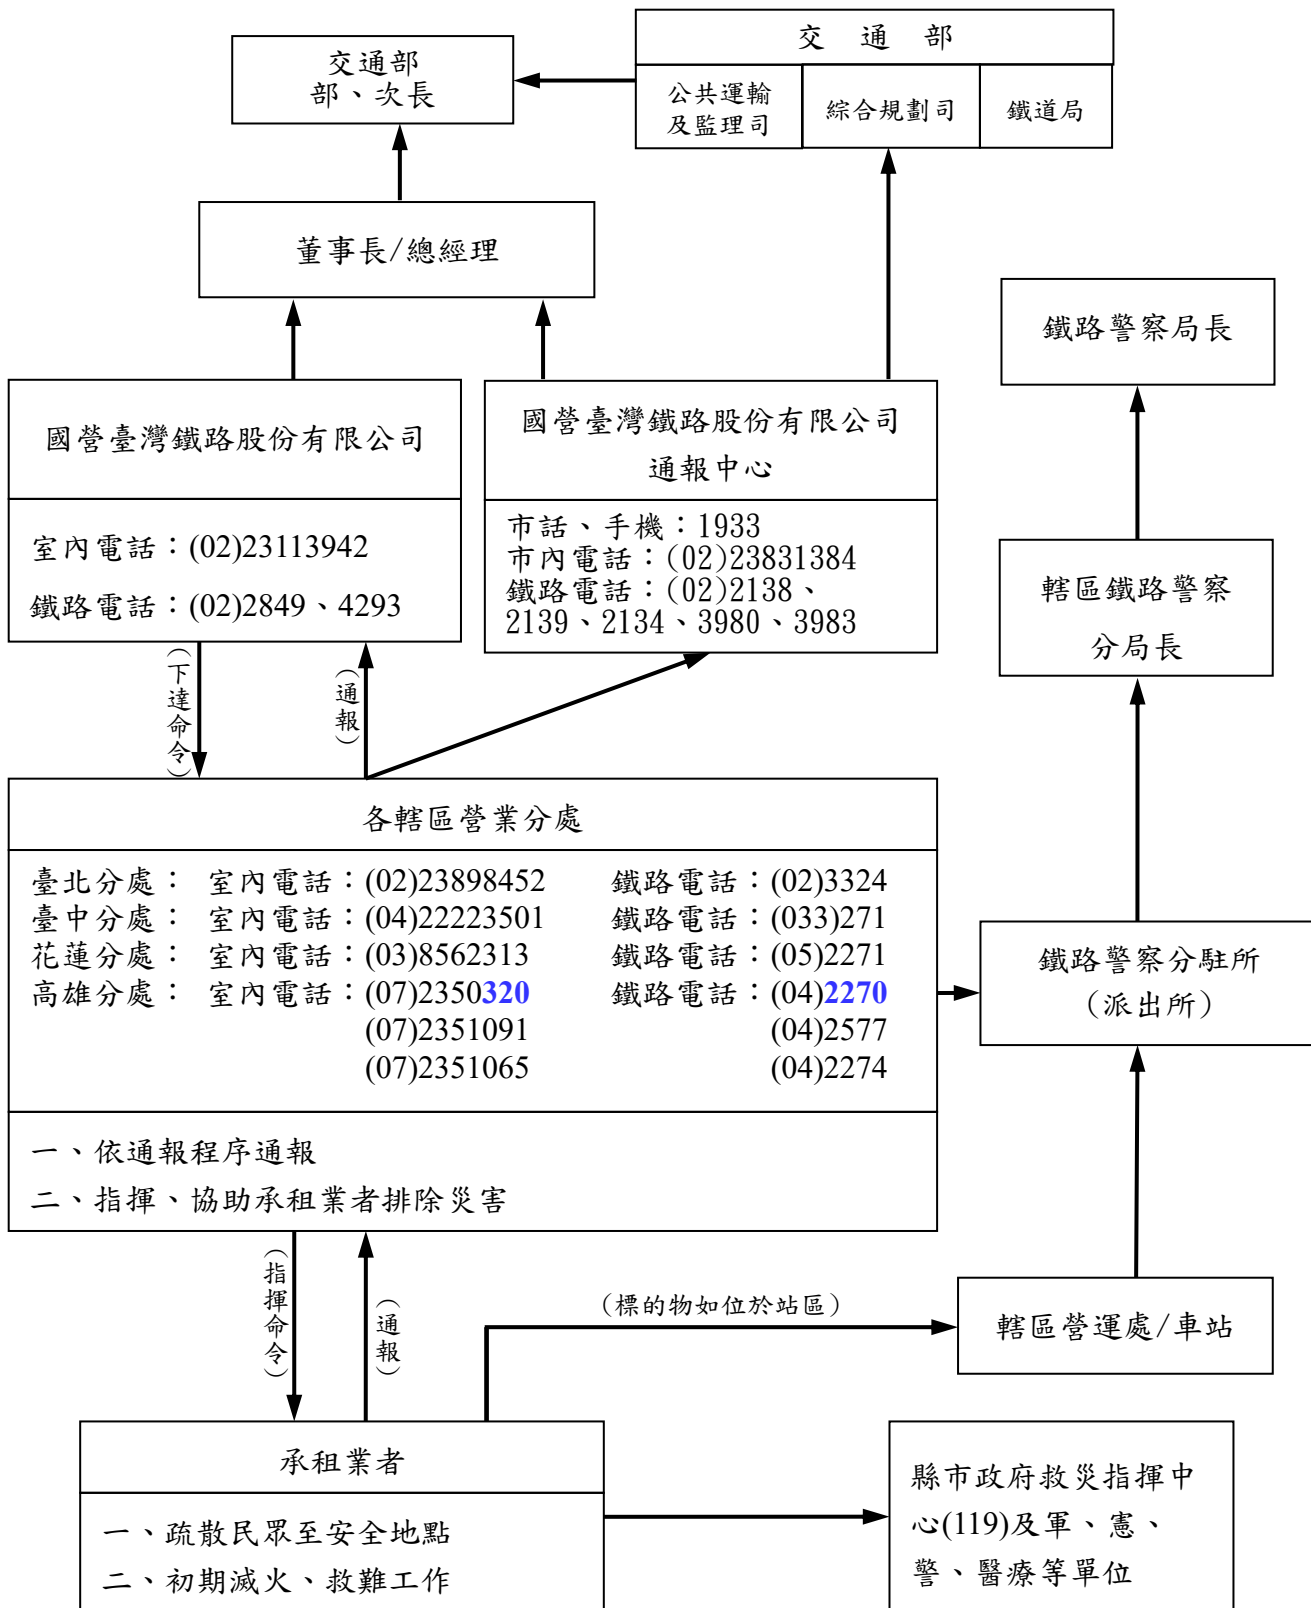 交通部
部、次長
交通部
公共運輸
及監理司
綜合規劃司
鐵道局
董事長/總經理
鐵路警察局長
國營臺灣鐵路股份有限公司
室內電話：(02)23113942
鐵路電話：(02)2849、4293
國營臺灣鐵路股份有限公司
通報中心
市話、手機：1933
市內電話：(02)23831384
鐵路電話：(02)2138、
2139、2134、3980、3983
轄區鐵路警察
分局長
(下達命令)
(通報)
各轄區營業分處
臺北分處： 室內電話：(02)23898452 鐵路電話：(02)3324
臺中分處： 室內電話：(04)22223501 鐵路電話：(033)271
花蓮分處： 室內電話：(03)8562313 鐵路電話：(05)2271
高雄分處： 室內電話：(07)2350320 鐵路電話：(04)2270
(07)2351091 (04)2577
(07)2351065 (04)2274
一、依通報程序通報
二、指揮、協助承租業者排除災害
鐵路警察分駐所
（派出所）
(指揮命令)
(通報)
（標的物如位於站區）
轄區營運處/車站
承租業者
一、疏散民眾至安全地點
二、初期滅火、救難工作
縣市政府救災指揮中
心(119)及軍、憲、
警、醫療等單位